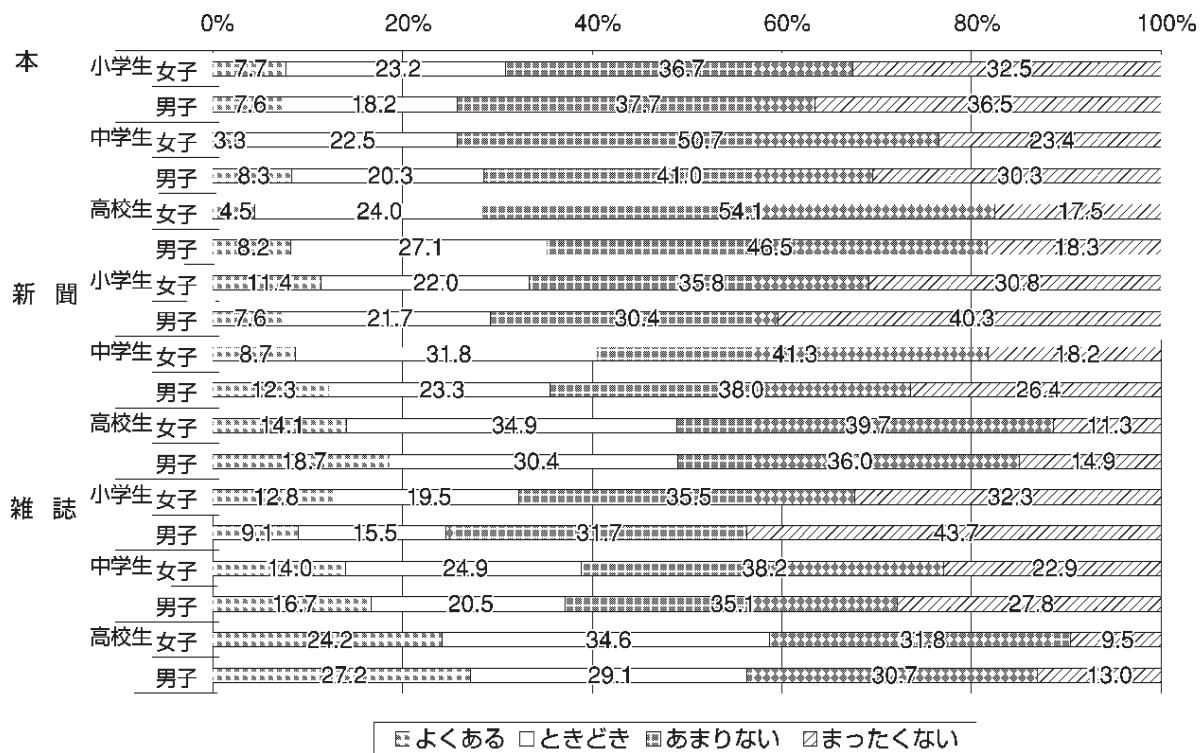 0% 20% 40% 60% 80% 100%
本 小学生 女子 7.7 23.2 36.7 32.5
男子 7.6 18.2 37.7 36.5
中学生 女子 3.3 22.5 50.7 23.4
男子 8.3 20.3 41.0 30.3
高校生 女子 4.5 24.0 54.1 17.5
男子 8.2 27.1 46.5 18.3
新聞 小学生 女子 11.4 22.0 35.8 30.8
男子 7.6 21.7 30.4 40.3
中学生 女子 8.7 31.8 41.3 18.2
男子 12.3 23.3 38.0 26.4
高校生 女子 14.1 34.9 39.7 11.3
男子 18.7 30.4 36.0 14.9
雑誌 小学生 女子 12.8 19.5 35.5 32.3
男子 9.1 15.5 31.7 43.7
中学生 女子 14.0 24.9 38.2 22.9
男子 16.7 20.5 35.1 27.8
高校生 女子 24.2 34.6 31.8 9.5
男子 27.2 29.1 30.7 13.0
よくある ときどき あまりない まったくない